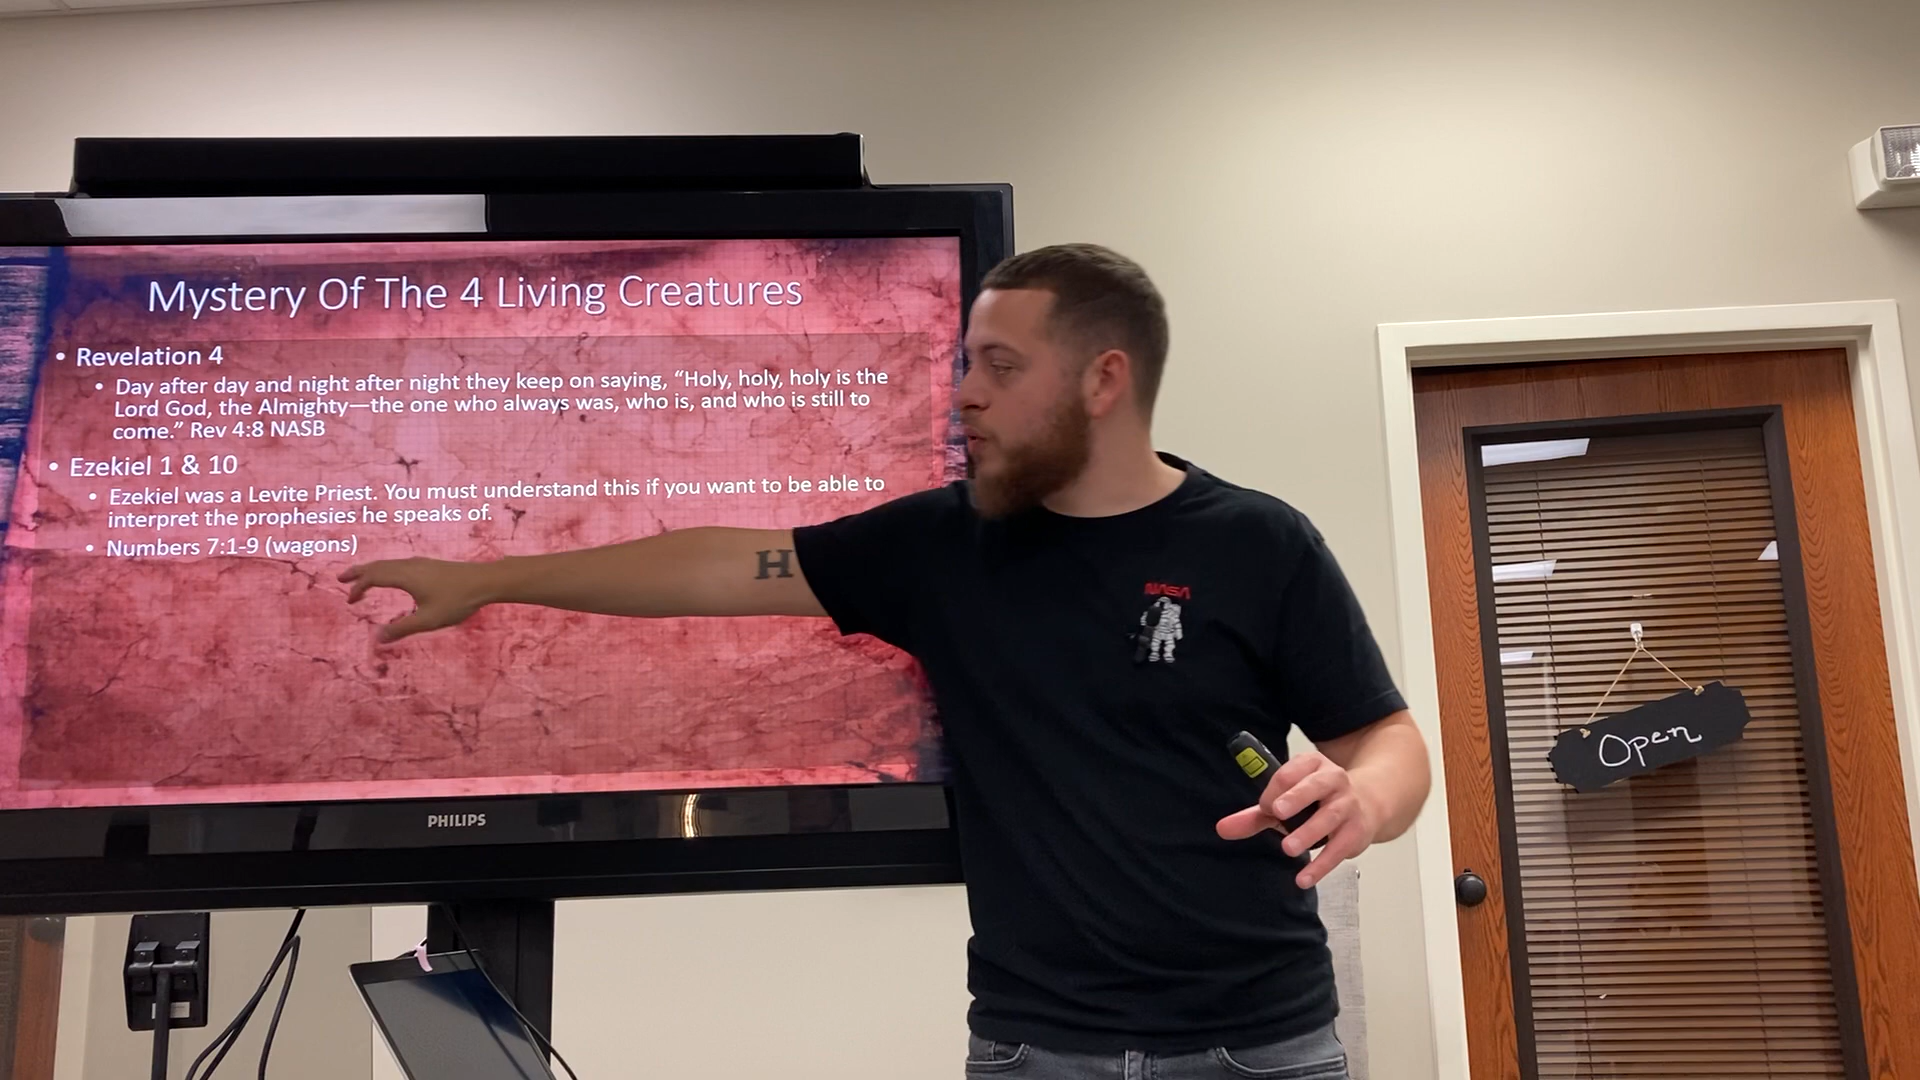 Mystery Of The 4 Living Creatures
• Revelation 4
• Day after day and night after night they keep on saying, “Holy, holy, holy is the
Lord God, the Almighty—the one who always was, who is, and who is still to
come.” Rev 4:8 NASB
• Ezekiel 1 & 10
• Ezekiel was a Levite Priest. You must understand this if you want to be able to
interpret the prophesies he speaks of.
• Numbers 7:1-9 (wagons)
PHILIPS
H
NASA
Open